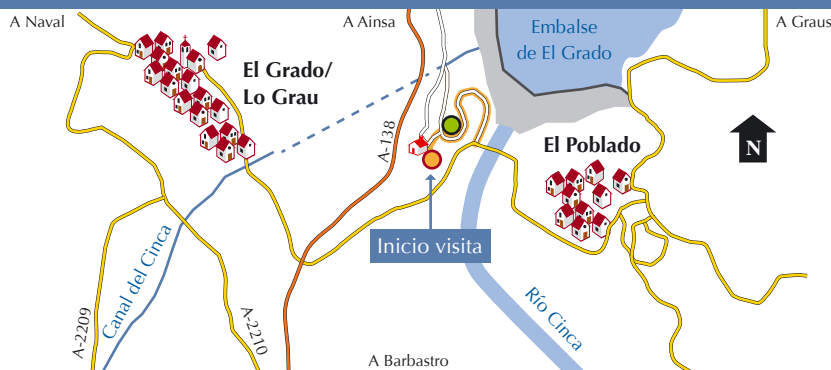 A Naval
A Ainsa
Embalse
de El Grado
A Graus
El Grado/
Lo Grau
A-138
El Poblado
N
Inicio visita
Canal del Cinca
Río Cinca
A-2209
A-2210
A Barbastro